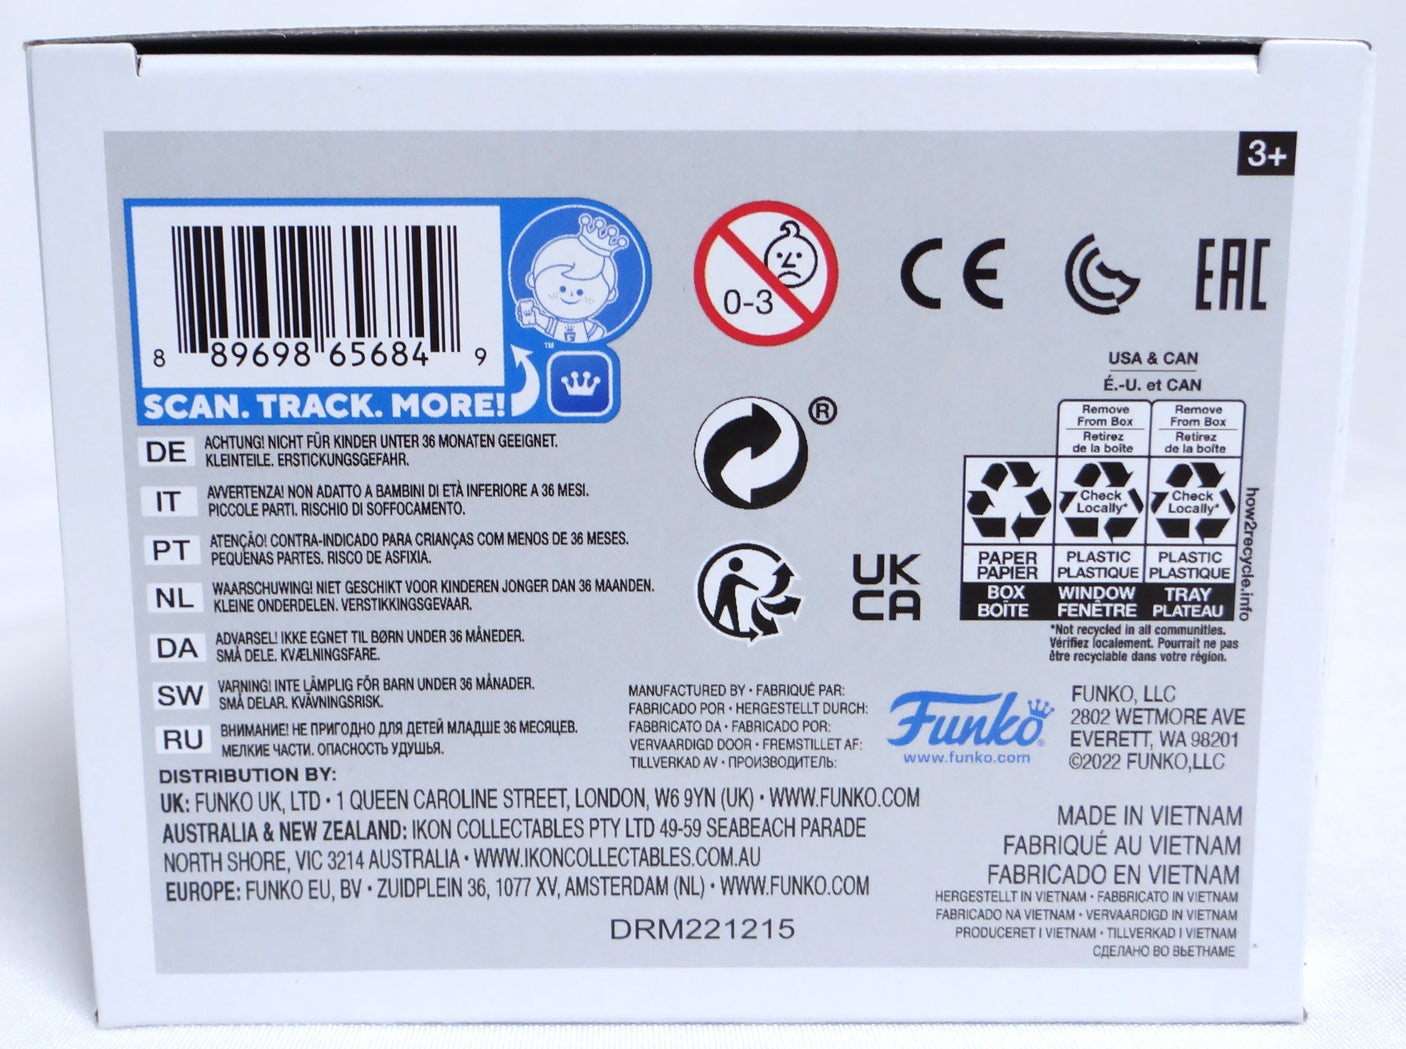 3+
8 89698 65684 9
TM
SCAN. TRACK. MORE!
0-3
CE
EAC
®
UK
CA
USA & CAN
É.-U. et CAN
Remove
From Box
Retirez
de la boîte
Remove
From Box
Retirez
de la boîte
Check
Locally*
Check
Locally*
PAPER
PAPIER
PLASTIC
PLASTIQUE
PLASTIC
PLASTIQUE
BOX
BOÎTE
WINDOW
FENÊTRE
TRAY
PLATEAU
how2recycle.info
*Not recycled in all communities.
Vérifiez localement. Pourrait ne pas
être recyclable dans votre région.
DE ACHTUNG! NICHT FÜR KINDER UNTER 36 MONATEN GEEIGNET.
KLEINTEILE. ERSTICKUNGSGEFAHR.
IT AVVERTENZA! NON ADATTO A BAMBINI DI ETÀ INFERIORE A 36 MESI.
PICCOLE PARTI. RISCHIO DI SOFFOCAMENTO.
PT ATENÇÃO! CONTRA-INDICADO PARA CRIANÇAS COM MENOS DE 36 MESES.
PEQUENAS PARTES. RISCO DE ASFIXIA.
NL WAARSCHUWING! NIET GESCHIKT VOOR KINDEREN JONGER DAN 36 MAANDEN.
KLEINE ONDERDELEN. VERSTIKKINGSGEVAAR.
DA ADVARSEL! IKKE EGNET TIL BØRN UNDER 36 MÅNEDER.
SMÅ DELE. KVÆLNINGSFARE.
SW VARNING! INTE LÄMPLIG FÖR BARN UNDER 36 MÅNADER.
SMÅ DELAR. KVÄVNINGSRISK.
RU ВНИМАНИЕ! НЕ ПРИГОДНО ДЛЯ ДЕТЕЙ МЛАДШЕ 36 МЕСЯЦЕВ.
МЕЛКИЕ ЧАСТИ. ОПАСНОСТЬ УДУШЬЯ.
MANUFACTURED BY • FABRIQUÉ PAR:
FABRICADO POR • HERGESTELLT DURCH:
FABBRICATO DA • FABRICADO POR:
VERVAARDIGD DOOR • FREMSTILLET AF:
TILLVERKAD AV • ПРОИЗВОДИТЕЛЬ:
Funko
www.funko.com
FUNKO, LLC
2802 WETMORE AVE
EVERETT, WA 98201
©2022 FUNKO,LLC
DISTRIBUTION BY:
UK: FUNKO UK, LTD • 1 QUEEN CAROLINE STREET, LONDON, W6 9YN (UK) • WWW.FUNKO.COM
AUSTRALIA & NEW ZEALAND: IKON COLLECTABLES PTY LTD 49-59 SEABEACH PARADE
NORTH SHORE, VIC 3214 AUSTRALIA • WWW.IKONCOLLECTABLES.COM.AU
EUROPE: FUNKO EU, BV • ZUIDPLEIN 36, 1077 XV, AMSTERDAM (NL) • WWW.FUNKO.COM
DRM221215
MADE IN VIETNAM
FABRIQUÉ AU VIETNAM
FABRICADO EN VIETNAM
HERGESTELLT IN VIETNAM • FABBRICATO IN VIETNAM
FABRICADO NA VIETNAM • VERVAARDIGD IN VIETNAM
PRODUCERET I VIETNAM • TILLVERKAD I VIETNAM
СДЕЛАНО ВО ВЬЕТНАМЕ